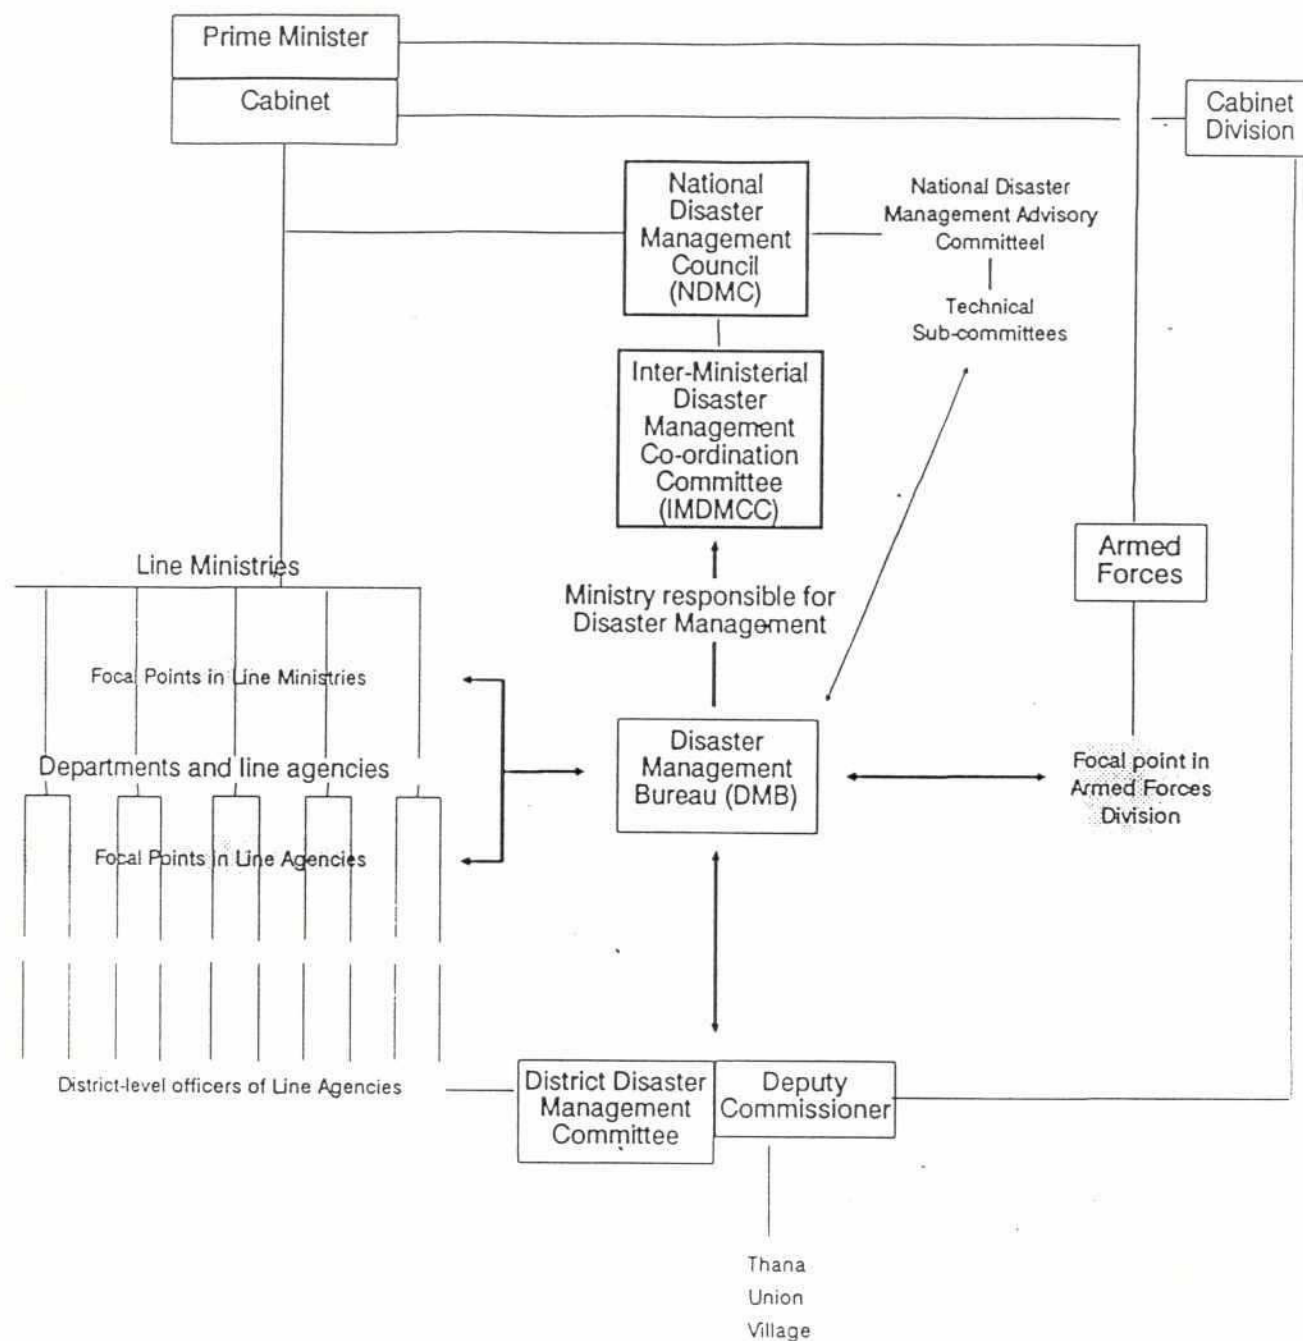 Prime Minister
Cabinet
Cabinet
Division
National
Disaster
Management
Council
(NDMC)
National Disaster
Management Advisory
Committeel
Technical
Sub-committees
Inter-Ministerial
Disaster
Management
Co-ordination
Committee
(IMDMCC)
Armed
Forces
Line Ministries
Ministry responsible for
Disaster Management
Focal Points in Line Ministries
Departments and line agencies
Focal Points in Line Agencies
Disaster
Management
Bureau (DMB)
Focal point in
Armed Forces
Division
District-level officers of Line Agencies
District Disaster
Management
Committee
Deputy
Commissioner
Thana
Union
Village